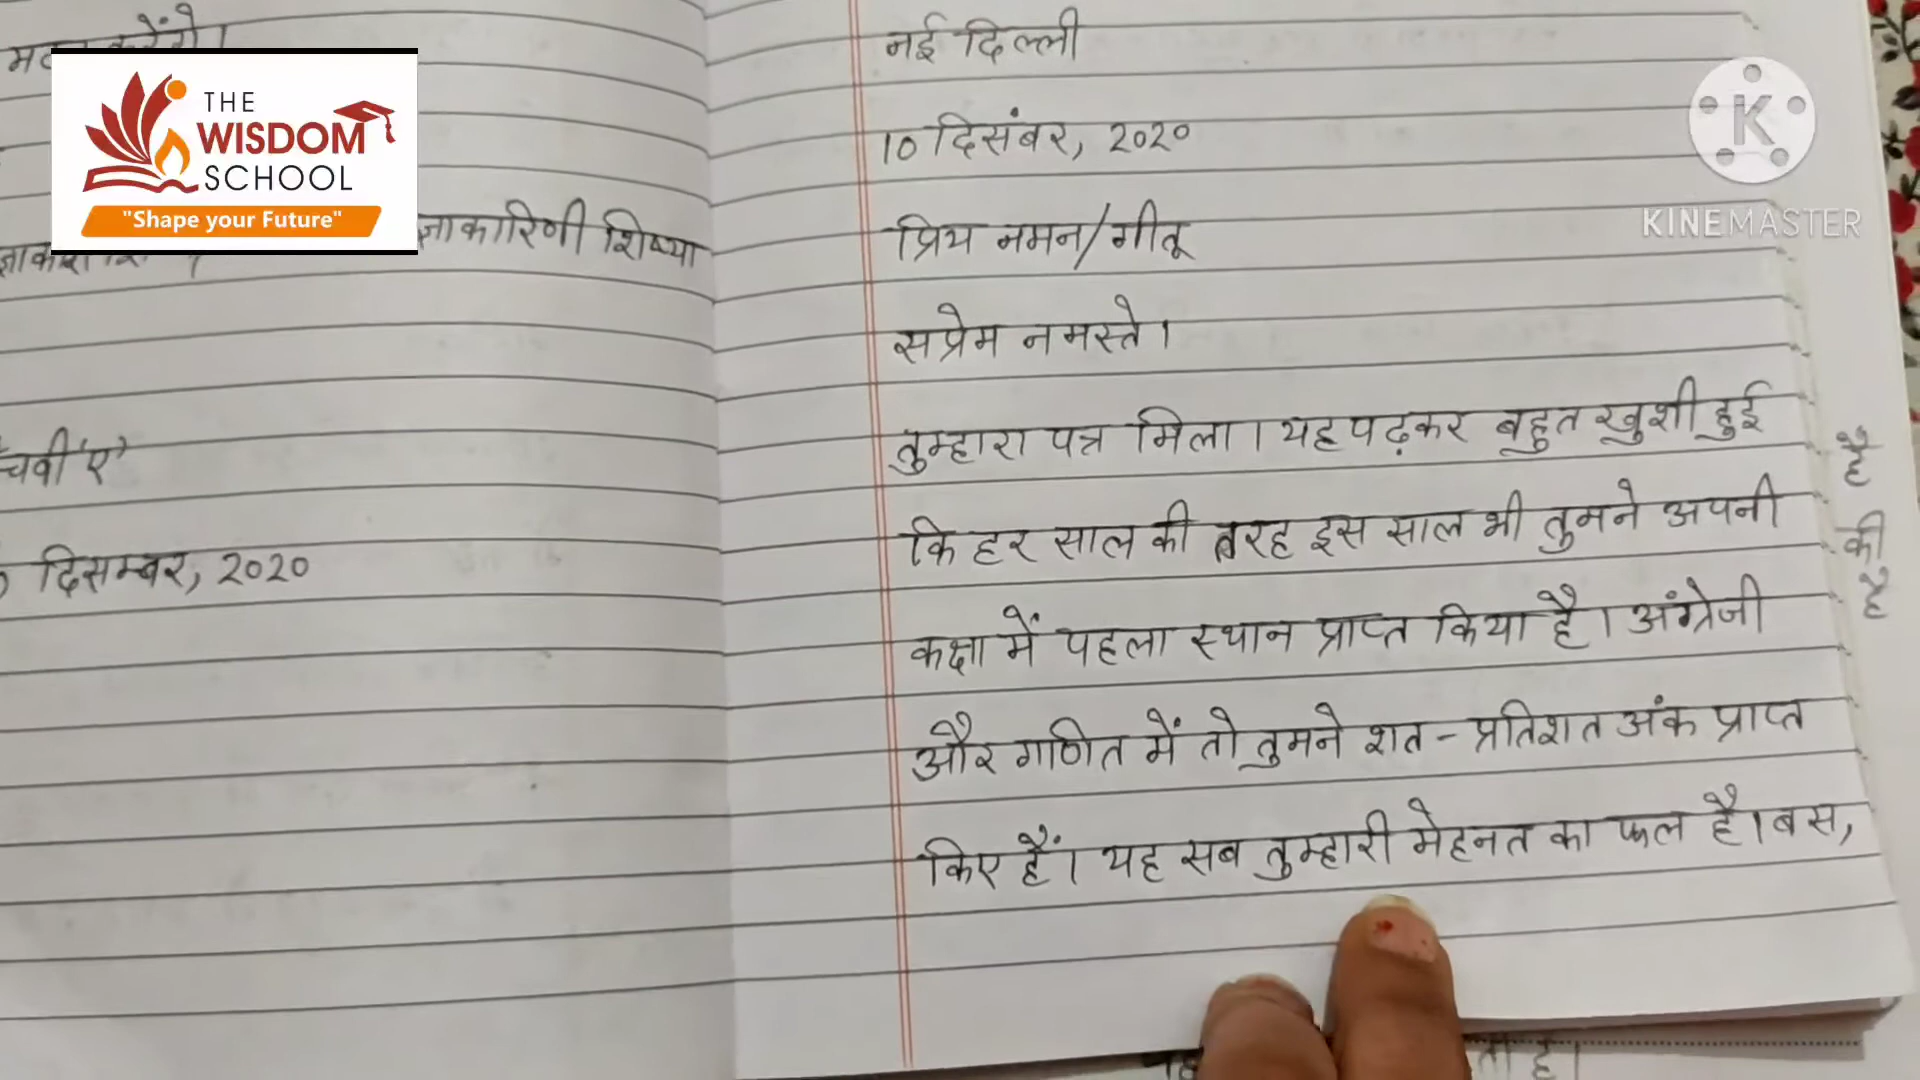 THE
WISDOM
SCHOOL
"Shape your Future"
KINEMASTER
ज्ञाकारिणी शिष्या
चवीं 'ए'
दिसम्बर, २०२०
नई दिल्ली
10 दिसंबर, २०२०
प्रिय नमन/गीतू
सप्रेम नमस्ते।
तुम्हारा पत्र मिला। यह पढ़कर बहुत खुशी हुई
कि हर साल की तरह इस साल भी तुमने अपनी
कक्षा में पहला स्थान प्राप्त किया है। अंग्रेजी
और गणित में तो तुमने शत-प्रतिशत अंक प्राप्त
किए हैं। यह सब तुम्हारी मेहनत का फल है। बस,
है
की
है